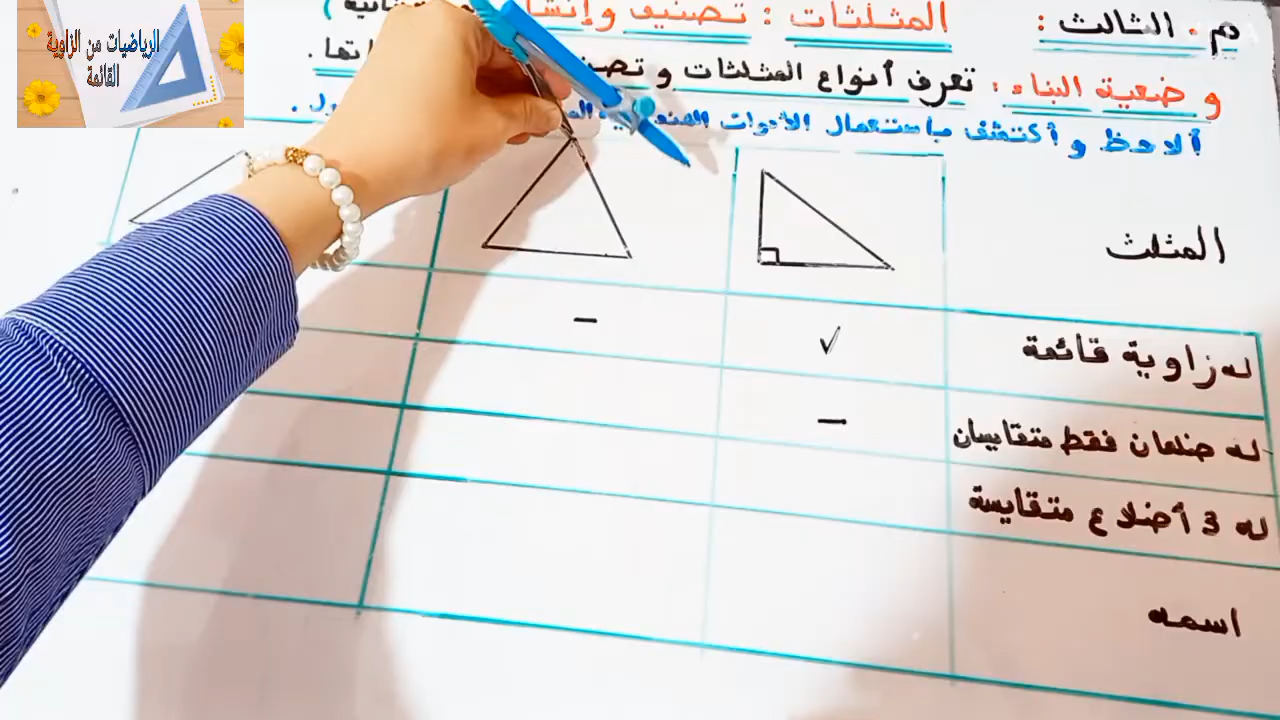 الرياضيات من الزاوية
القائمة
م. الثالث : المثلثات : تصنيف وإنشا
وضعية البناء : تعرف أنواع المثلثات و تصن
ألاحظ و أكتشف باستعمال الأدوات
المثلث
له زاوية قائمة ✓ –
له ضلعان فقط متقايسان –
له 3 أضلاع متقايسة
اسمه